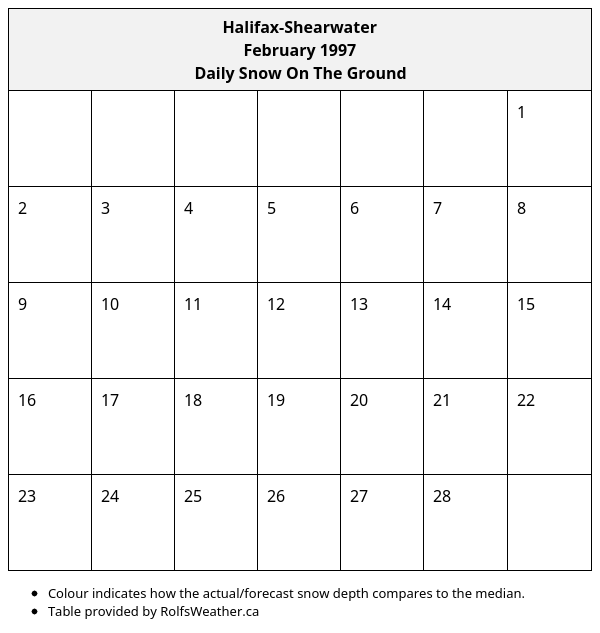 Halifax-Shearwater
February 1997
Daily Snow On The Ground
1
2 3 4 5 6 7 8
9 10 11 12 13 14 15
16 17 18 19 20 21 22
23 24 25 26 27 28
Colour indicates how the actual/forecast snow depth compares to the median.
Table provided by RolfsWeather.ca